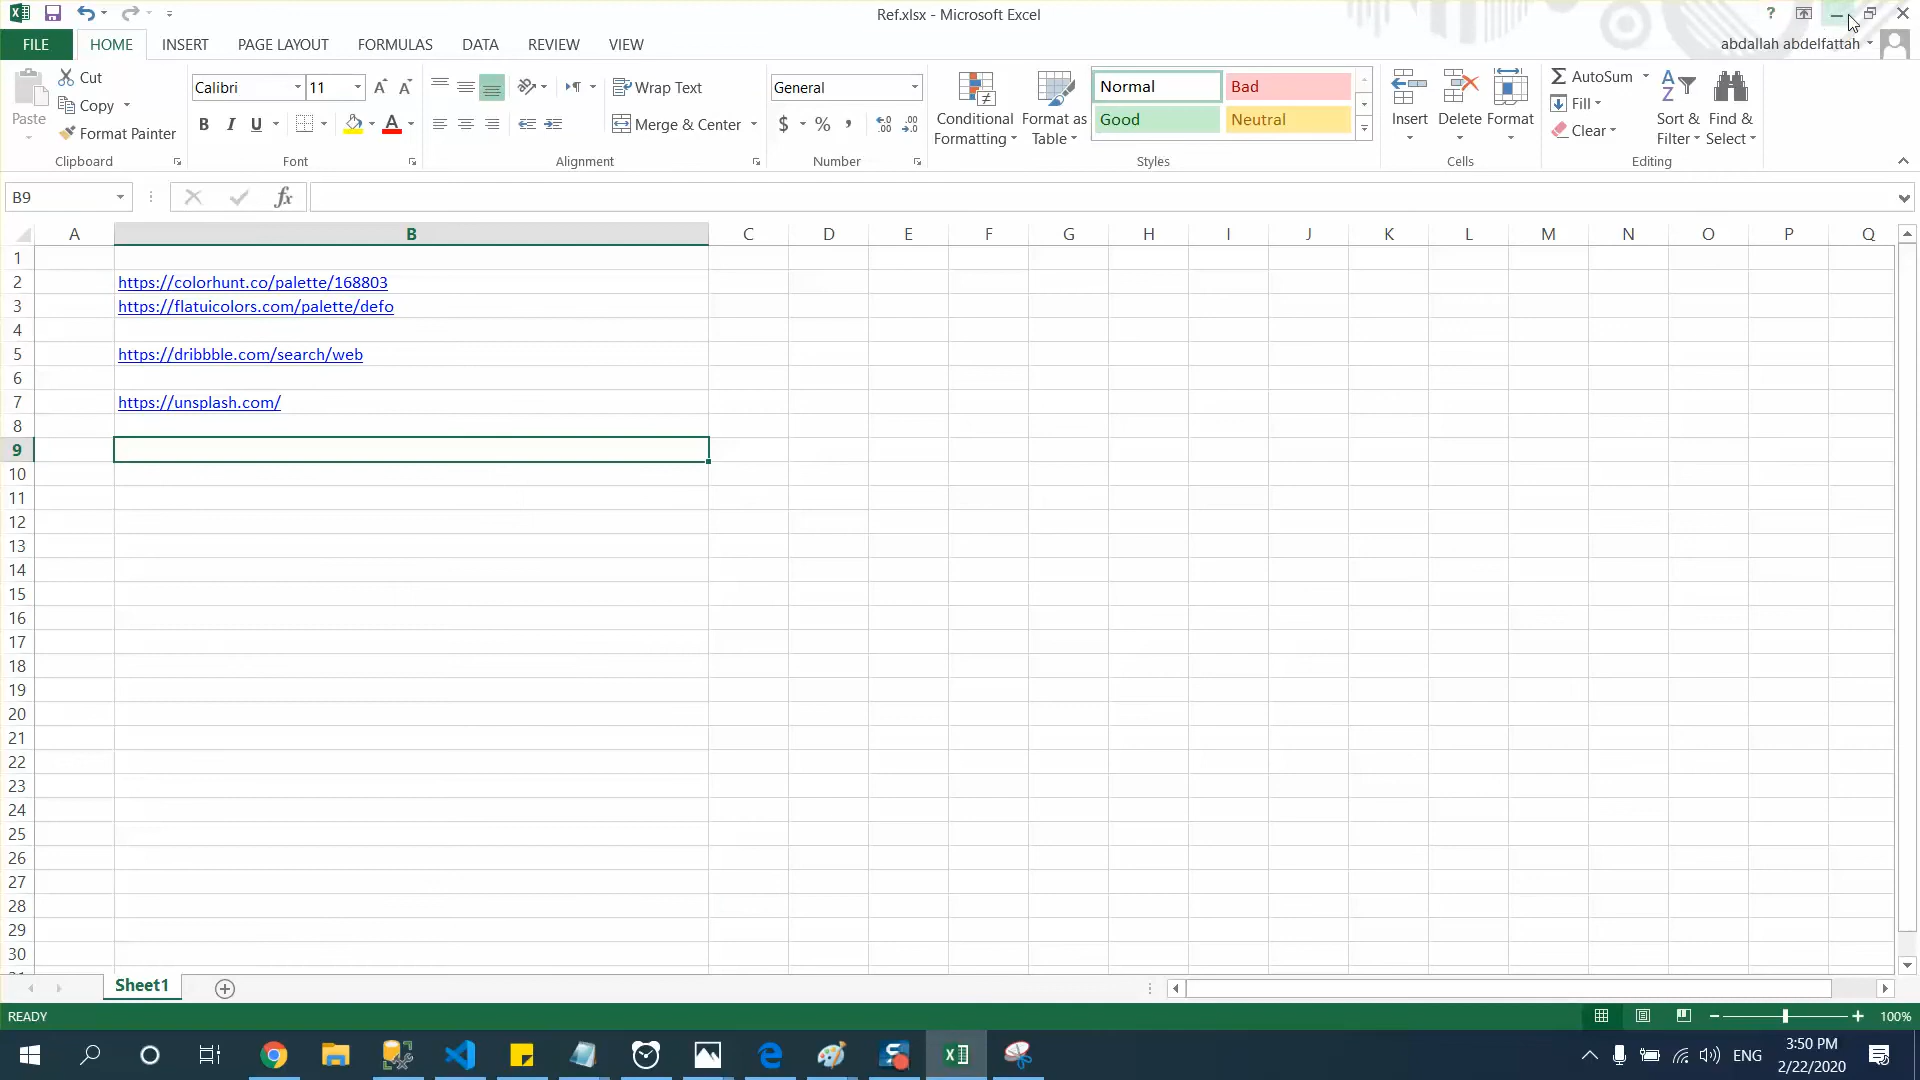 Ref.xlsx - Microsoft Excel
?
FILE HOME INSERT PAGE LAYOUT FORMULAS DATA REVIEW VIEW abdallah abdelfattah
Paste
Cut
Copy
Format Painter
Clipboard
Calibri 11 A A
B I U A
Font
Wrap Text
Merge & Center
Alignment
General
$ % ,
Number
Conditional Formatting
Format as Table
Normal Bad
Good Neutral
Styles
Insert Delete Format
Cells
AutoSum
Fill
Clear
Sort & Filter
Find & Select
Editing
B9 fx
A B C D E F G H I J K L M N O P Q
1
2 https://colorhunt.co/palette/168803
3 https://flatuicolors.com/palette/defo
4
5 https://dribbble.com/search/web
6
7 https://unsplash.com/
8
9
10
11
12
13
14
15
16
17
18
19
20
21
22
23
24
25
26
27
28
29
30
Sheet1
READY 100%
ENG 3:50 PM
2/22/2020